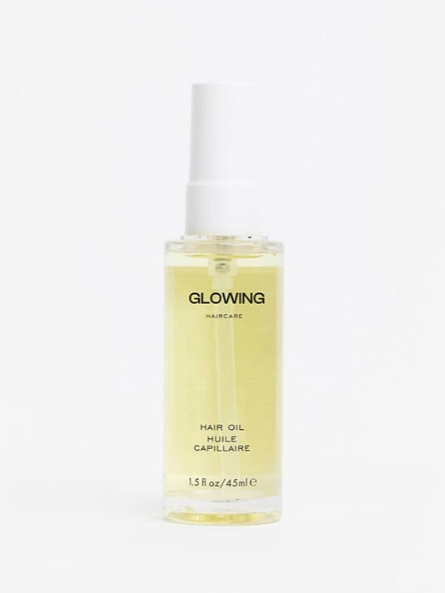 GLOWING
HAIRCARE
HAIR OIL
HUILE
CAPILLAIRE
1.5 fl oz/45ml ℮